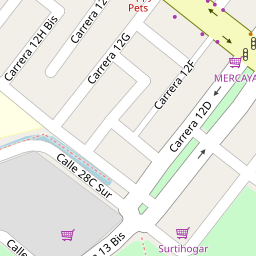 Pets
Carrera 12H Bis
Carrera 12
Carrera 12G
Carrera 12F
MERCAYA
Carrera 12D
Calle 28C Sur
Calle
13 Bis
Surtihogar